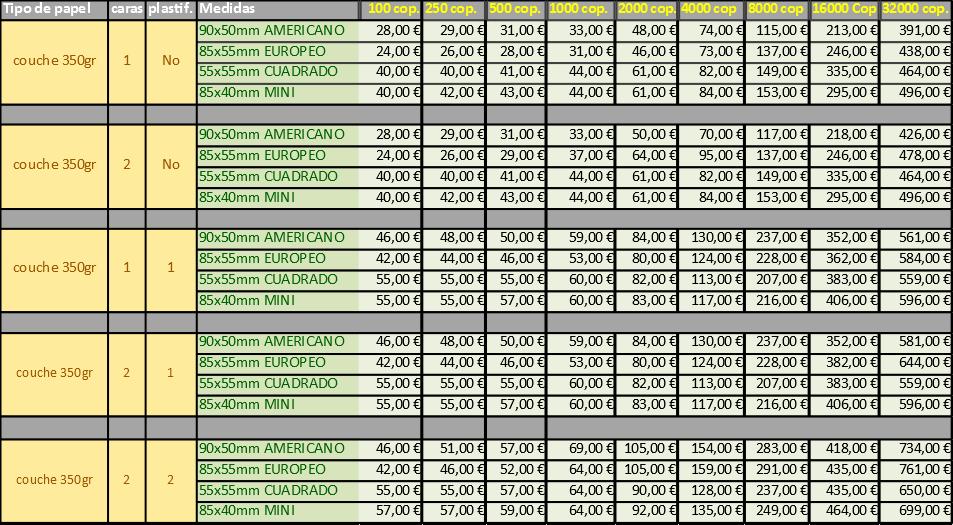 Tipo de papel caras plastif. Medidas 100 cop. 250 cop. 500 cop. 1000 cop. 2000 cop. 4000 cop 8000 cop 16000 Cop 32000 cop.
90x50mm AMERICANO 28,00 € 29,00 € 31,00 € 33,00 € 48,00 € 74,00 € 115,00 € 213,00 € 391,00 €
85x55mm EUROPEO 24,00 € 26,00 € 28,00 € 31,00 € 46,00 € 73,00 € 137,00 € 246,00 € 438,00 €
couche 350gr 1 No
55x55mm CUADRADO 40,00 € 40,00 € 41,00 € 44,00 € 61,00 € 82,00 € 149,00 € 335,00 € 464,00 €
85x40mm MINI 40,00 € 42,00 € 43,00 € 44,00 € 61,00 € 84,00 € 153,00 € 295,00 € 496,00 €
90x50mm AMERICANO 28,00 € 29,00 € 31,00 € 33,00 € 50,00 € 70,00 € 117,00 € 218,00 € 426,00 €
85x55mm EUROPEO 24,00 € 26,00 € 29,00 € 37,00 € 64,00 € 95,00 € 137,00 € 246,00 € 478,00 €
couche 350gr 2 No
55x55mm CUADRADO 40,00 € 40,00 € 41,00 € 44,00 € 61,00 € 82,00 € 149,00 € 335,00 € 464,00 €
85x40mm MINI 40,00 € 42,00 € 43,00 € 44,00 € 61,00 € 84,00 € 153,00 € 295,00 € 496,00 €
90x50mm AMERICANO 46,00 € 48,00 € 50,00 € 59,00 € 84,00 € 130,00 € 237,00 € 352,00 € 561,00 €
85x55mm EUROPEO 42,00 € 44,00 € 46,00 € 53,00 € 80,00 € 124,00 € 228,00 € 362,00 € 584,00 €
couche 350gr 1 1
55x55mm CUADRADO 55,00 € 55,00 € 55,00 € 60,00 € 82,00 € 113,00 € 207,00 € 383,00 € 559,00 €
85x40mm MINI 55,00 € 55,00 € 57,00 € 60,00 € 83,00 € 117,00 € 216,00 € 406,00 € 596,00 €
90x50mm AMERICANO 46,00 € 48,00 € 50,00 € 59,00 € 84,00 € 130,00 € 237,00 € 352,00 € 581,00 €
85x55mm EUROPEO 42,00 € 44,00 € 46,00 € 53,00 € 80,00 € 124,00 € 228,00 € 382,00 € 644,00 €
couche 350gr 2 1
55x55mm CUADRADO 55,00 € 55,00 € 55,00 € 60,00 € 82,00 € 113,00 € 207,00 € 383,00 € 559,00 €
85x40mm MINI 55,00 € 55,00 € 57,00 € 60,00 € 83,00 € 117,00 € 216,00 € 406,00 € 596,00 €
90x50mm AMERICANO 46,00 € 51,00 € 57,00 € 69,00 € 105,00 € 154,00 € 283,00 € 418,00 € 734,00 €
85x55mm EUROPEO 42,00 € 46,00 € 52,00 € 64,00 € 105,00 € 159,00 € 291,00 € 435,00 € 761,00 €
couche 350gr 2 2
55x55mm CUADRADO 55,00 € 55,00 € 57,00 € 64,00 € 90,00 € 128,00 € 237,00 € 435,00 € 650,00 €
85x40mm MINI 57,00 € 57,00 € 59,00 € 64,00 € 92,00 € 135,00 € 249,00 € 464,00 € 699,00 €